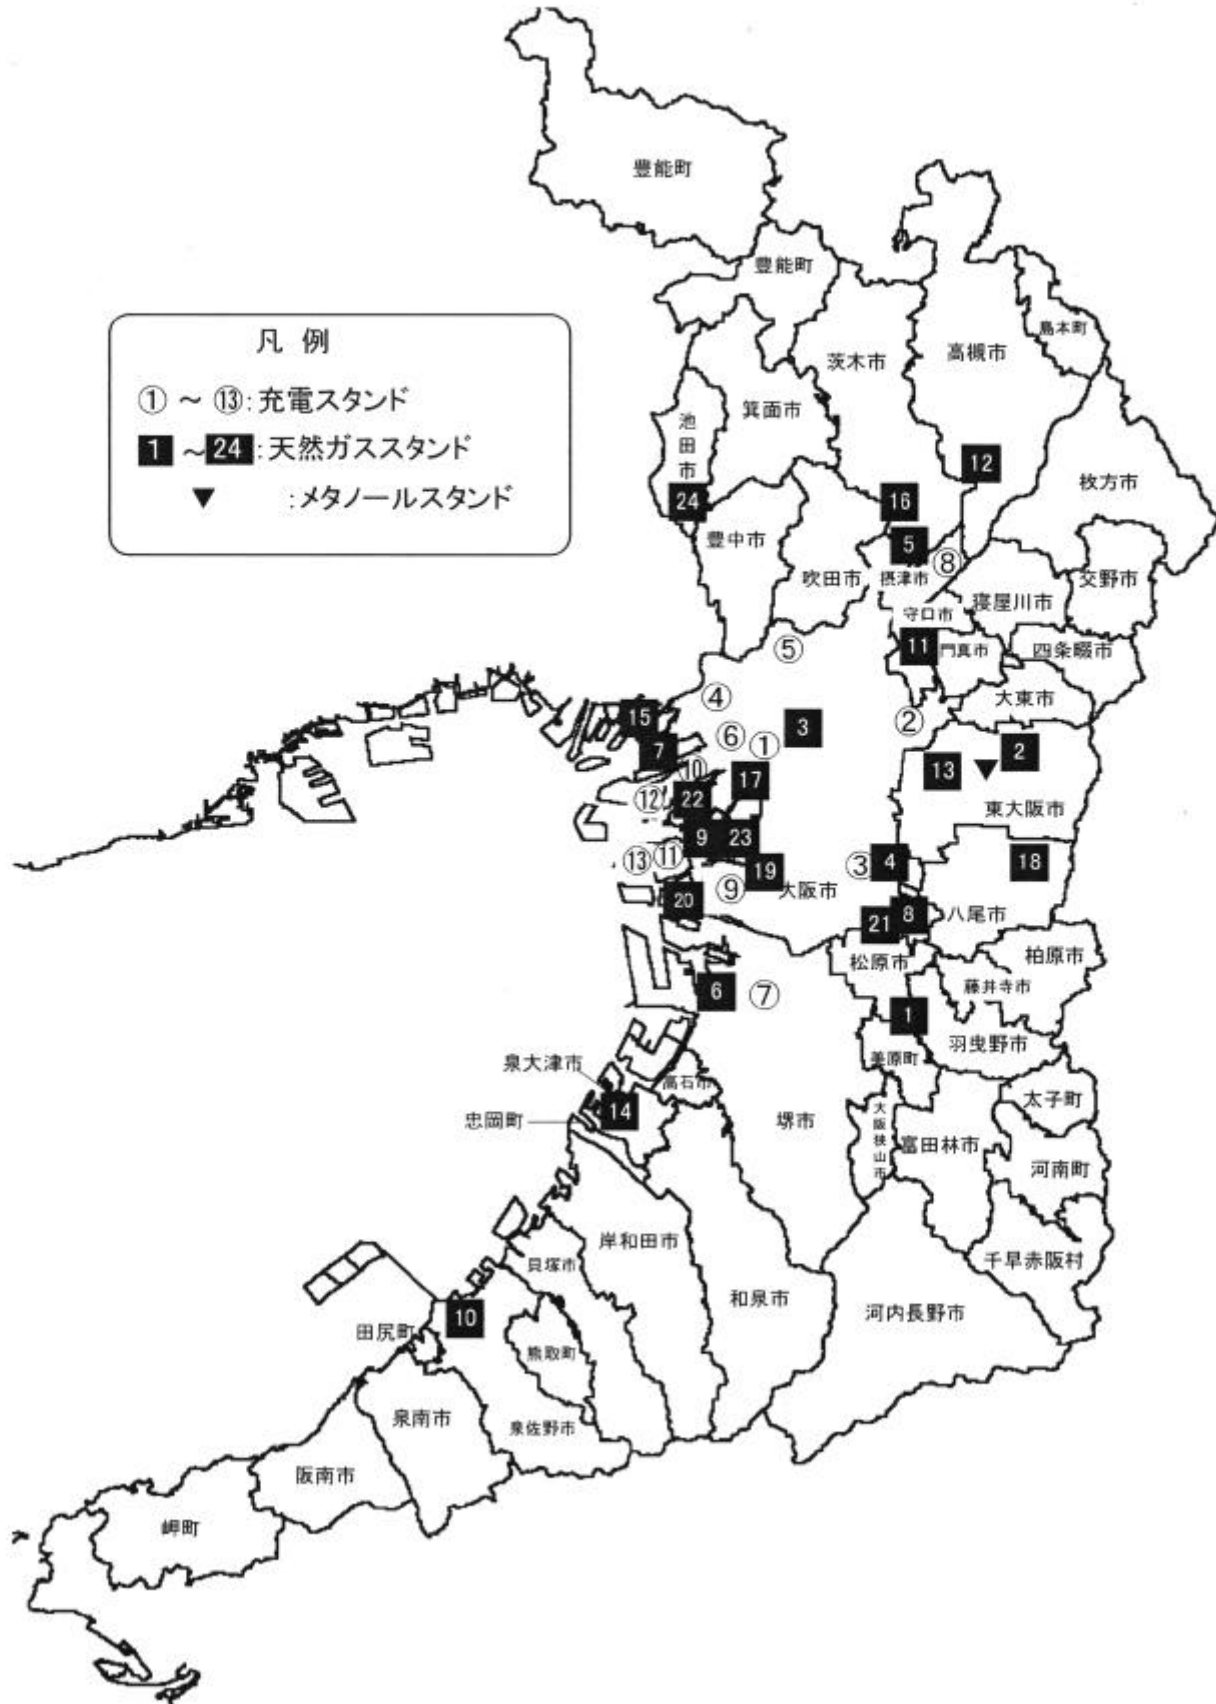 豊能町
豊能町
島本町
高槻市
茨木市
凡 例
① ～ ⑬: 充電スタンド
1 ～ 24 : 天然ガススタンド
▼ : メタノールスタンド
箕面市
池田市
12
枚方市
24
16
豊中市
5
⑧
吹田市
摂津市
交野市
寝屋川市
守口市
⑤
11
門真市
四条畷市
④
大東市
15
3
②
⑥
①
7
2
⑩
13
▼
17
⑫
22
東大阪市
9
23
⑬
⑪
19
③
4
18
⑨
大阪市
20
21
8
八尾市
松原市
柏原市
藤井寺市
6
⑦
1
羽曳野市
美原町
泉大津市
高石市
太子町
14
忠岡町
堺市
大阪狭山市
富田林市
河南町
岸和田市
貝塚市
千早赤阪村
和泉市
河内長野市
10
田尻町
熊取町
泉南市
泉佐野市
阪南市
岬町